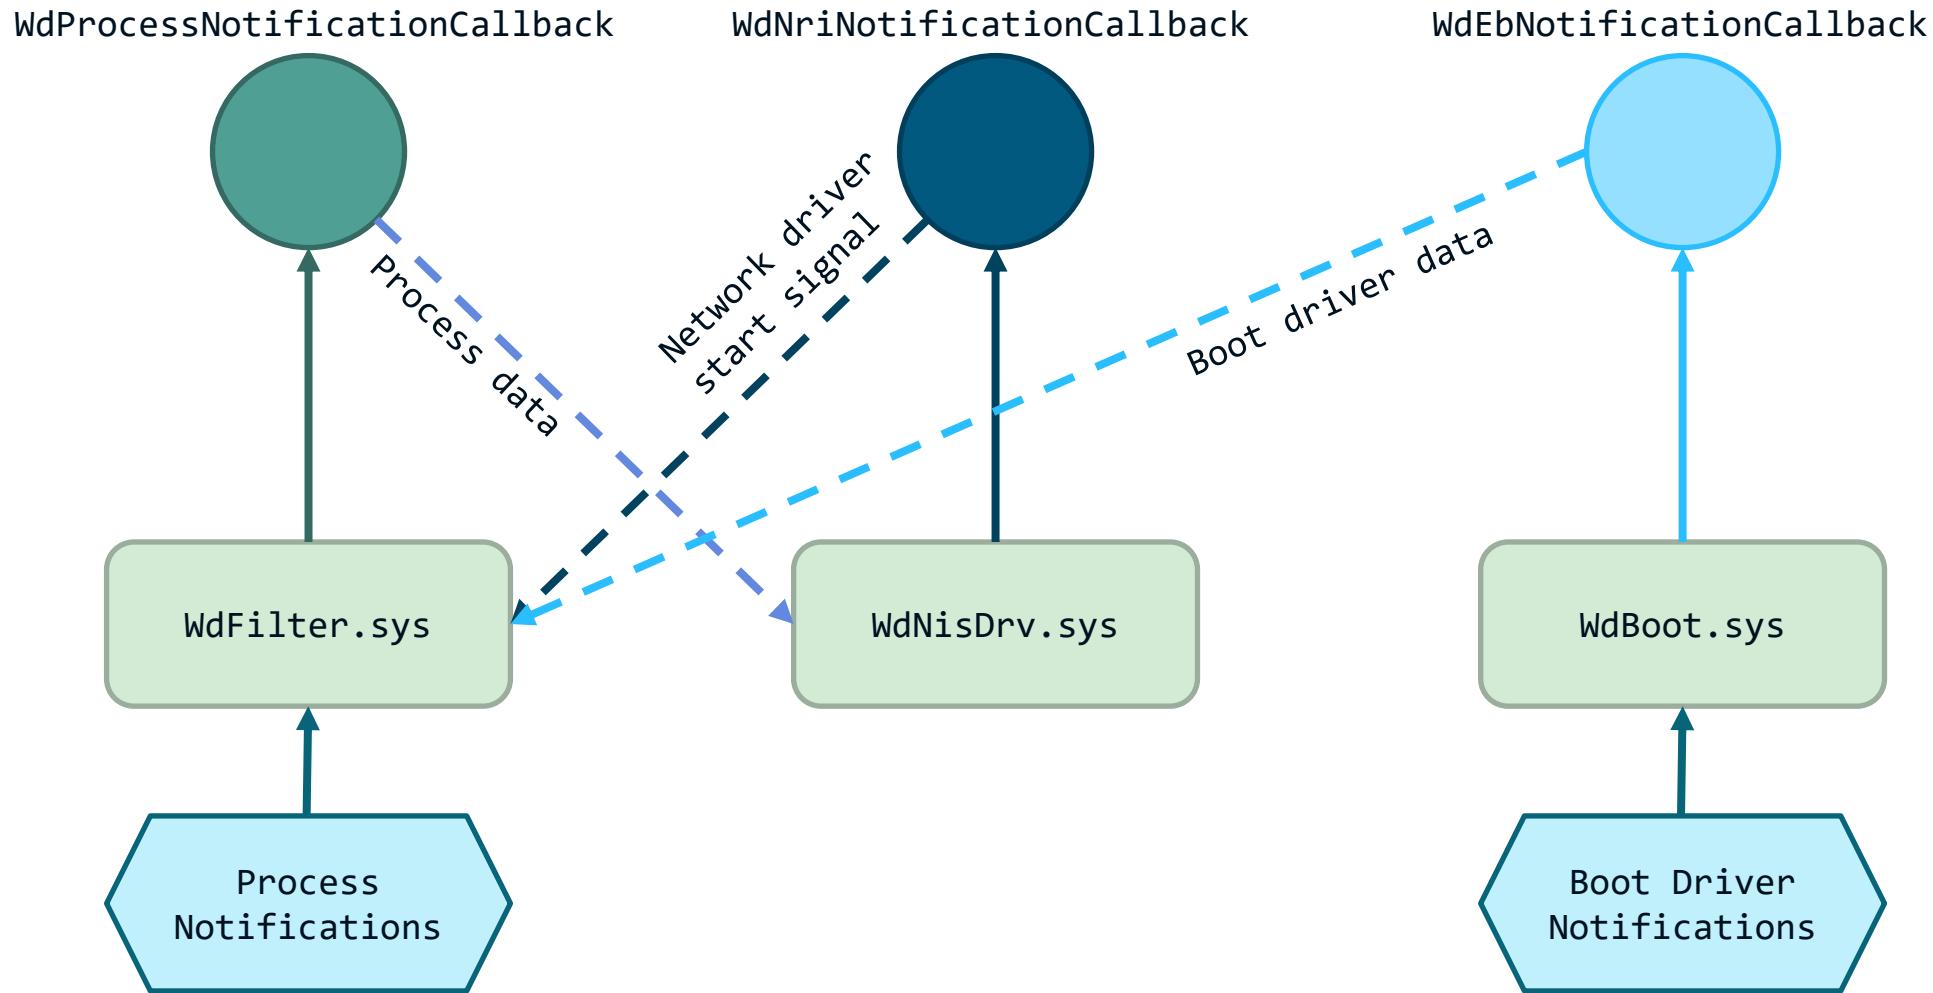 WdProcessNotificationCallback
WdNriNotificationCallback
WdEbNotificationCallback
Process data
Network driver
start signal
Boot driver data
WdFilter.sys
WdNisDrv.sys
WdBoot.sys
Process
Notifications
Boot Driver
Notifications